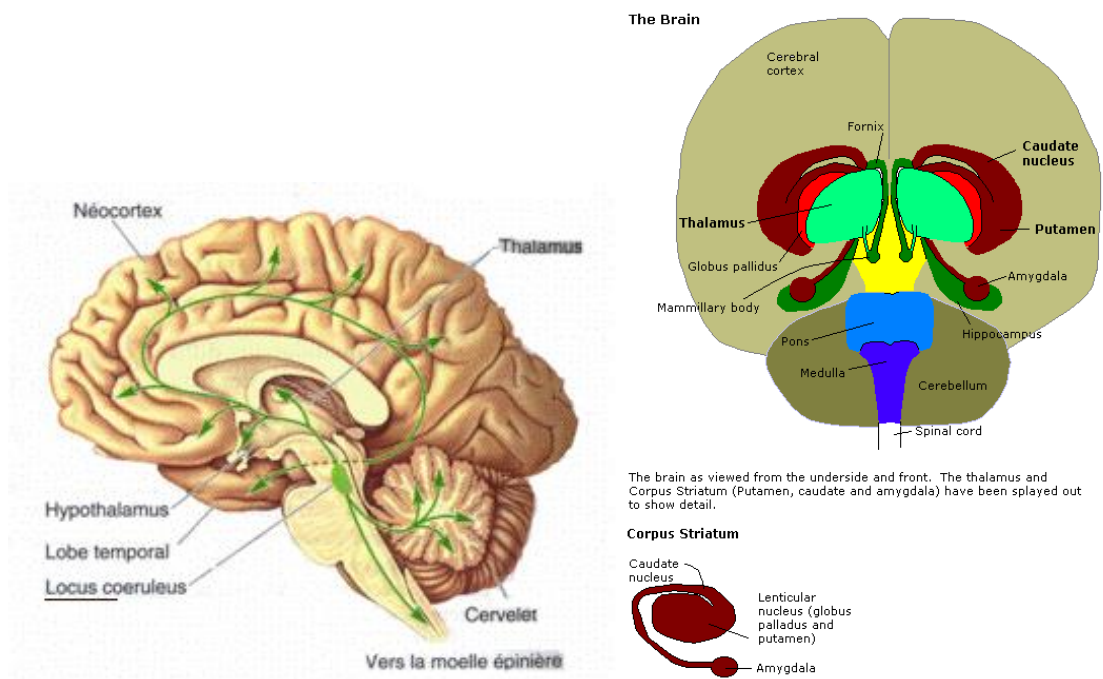 Néocortex
Thalamus
Hypothalamus
Lobe temporal
Locus coeruleus
Cervelet
Vers la moelle épinière
The Brain
Cerebral
cortex
Fornix
Caudate
nucleus
Thalamus
Putamen
Globus pallidus
Amygdala
Mammillary body
Hippocampus
Pons
Medulla
Cerebellum
Spinal cord
The brain as viewed from the underside and front. The thalamus and
Corpus Striatum (Putamen, caudate and amygdala) have been splayed out
to show detail.
Corpus Striatum
Caudate
nucleus
Lenticular
nucleus (globus
palladus and
putamen)
Amygdala